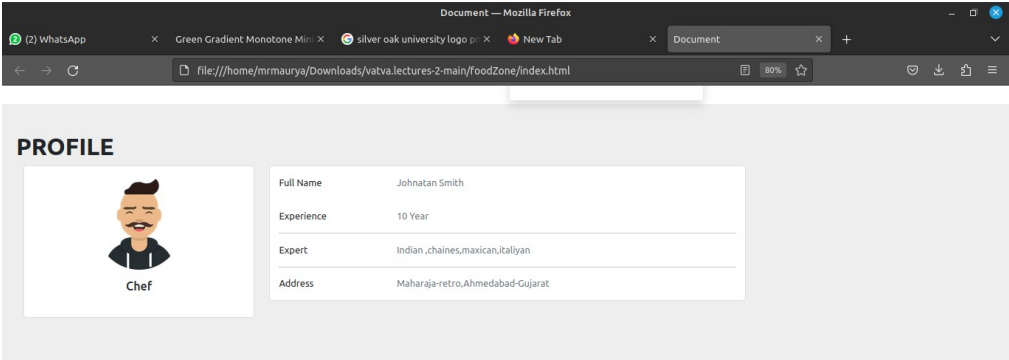 Document — Mozilla Firefox
(2) WhatsApp
Green Gradient Monotone Mini
silver oak university logo pn
New Tab
Document
file:///home/mrmaurya/Downloads/vatva.lectures-2-main/foodZone/index.html
80%
PROFILE
Chef
Full Name Johnatan Smith
Experience 10 Year
Expert Indian ,chaines,maxican,italiyan
Address Maharaja-retro,Ahmedabad-Gujarat